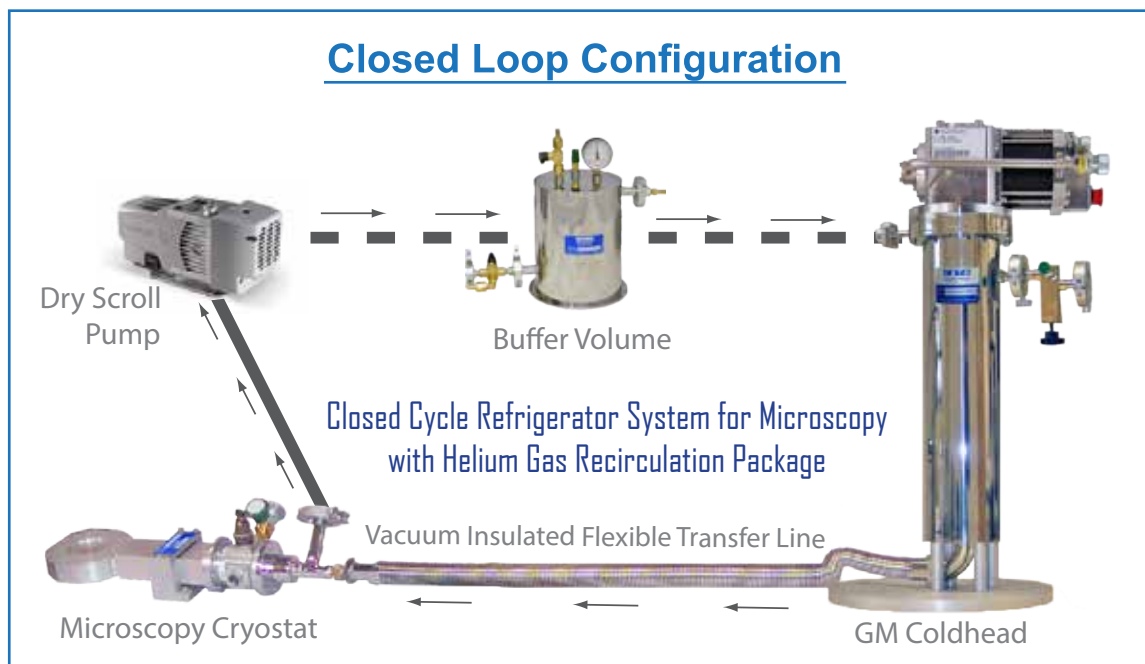 Closed Loop Configuration
Dry Scroll
Pump
Buffer Volume
Closed Cycle Refrigerator System for Microscopy
with Helium Gas Recirculation Package
Vacuum Insulated Flexible Transfer Line
Microscopy Cryostat
GM Coldhead